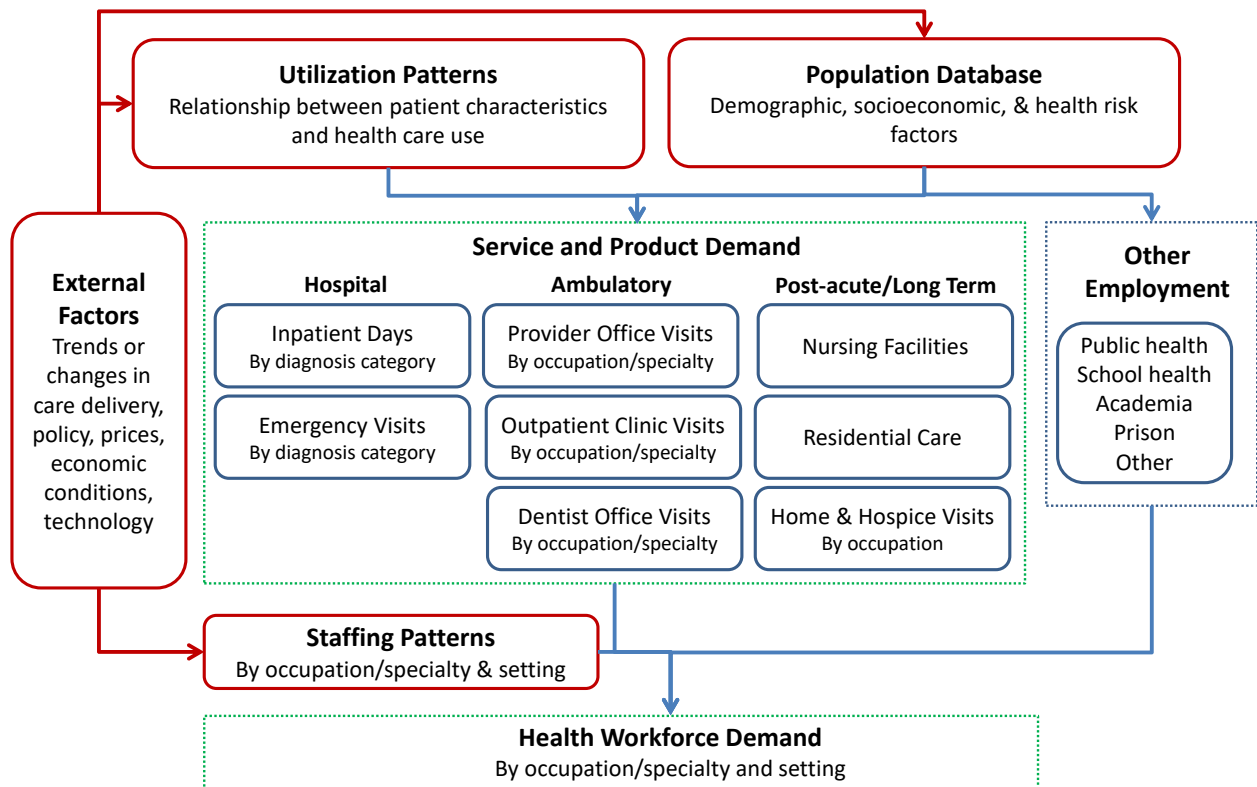 Utilization Patterns
Relationship between patient characteristics
and health care use
Population Database
Demographic, socioeconomic, & health risk
factors
External
Factors
Trends or
changes in
care delivery,
policy, prices,
economic
conditions,
technology
Service and Product Demand
Hospital
Inpatient Days
By diagnosis category
Emergency Visits
By diagnosis category
Ambulatory
Provider Office Visits
By occupation/specialty
Outpatient Clinic Visits
By occupation/specialty
Dentist Office Visits
By occupation/specialty
Post-acute/Long Term
Nursing Facilities
Residential Care
Home & Hospice Visits
By occupation
Other
Employment
Public health
School health
Academia
Prison
Other
Staffing Patterns
By occupation/specialty & setting
Health Workforce Demand
By occupation/specialty and setting